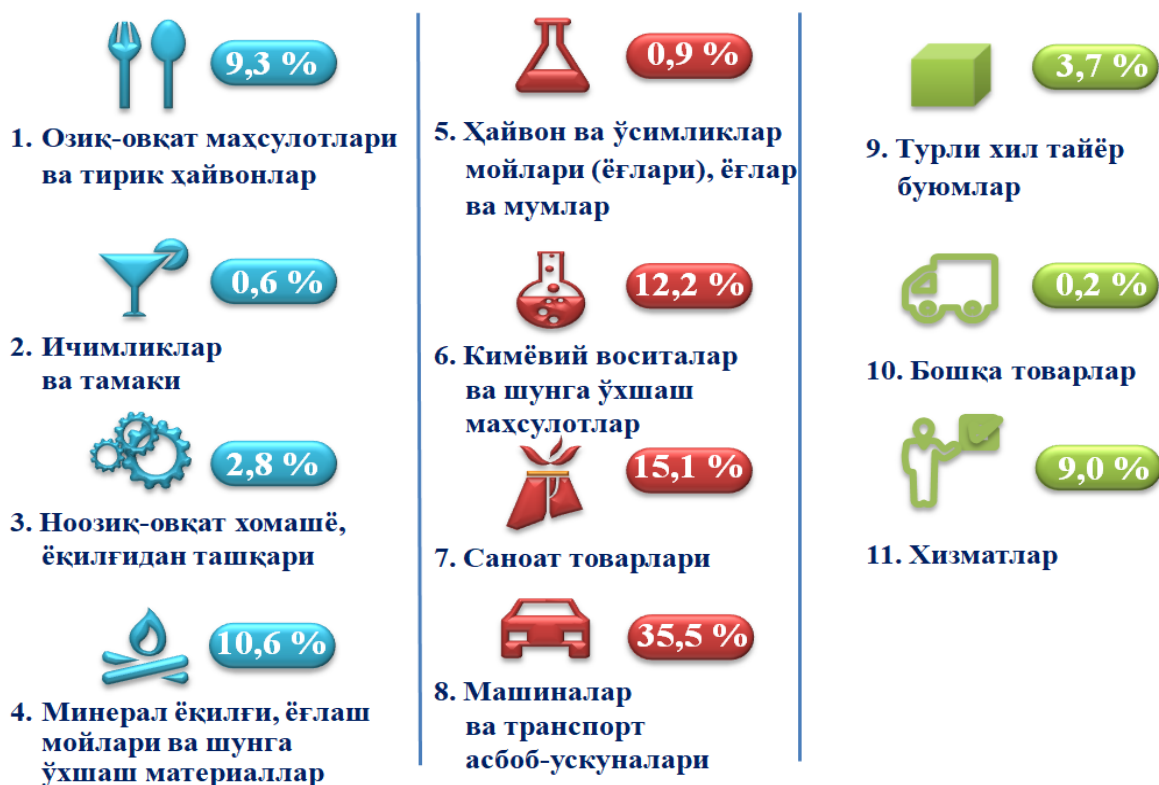 9,3 %
1. Озиқ-овқат маҳсулотлари
ва тирик ҳайвонлар
0,6 %
2. Ичимликлар
ва тамаки
2,8 %
3. Ноозиқ-овқат хомашё,
ёқилғидан ташқари
10,6 %
4. Минерал ёқилғи, ёғлаш
мойлари ва шунга
ўхшаш материаллар
0,9 %
5. Ҳайвон ва ўсимликлар
мойлари (ёғлари), ёғлар
ва мумлар
12,2 %
6. Кимёвий воситалар
ва шунга ўхшаш
маҳсулотлар
15,1 %
7. Саноат товарлари
35,5 %
8. Машиналар
ва транспорт
асбоб-ускуналари
3,7 %
9. Турли хил тайёр
буюмлар
0,2 %
10. Бошқа товарлар
9,0 %
11. Хизматлар